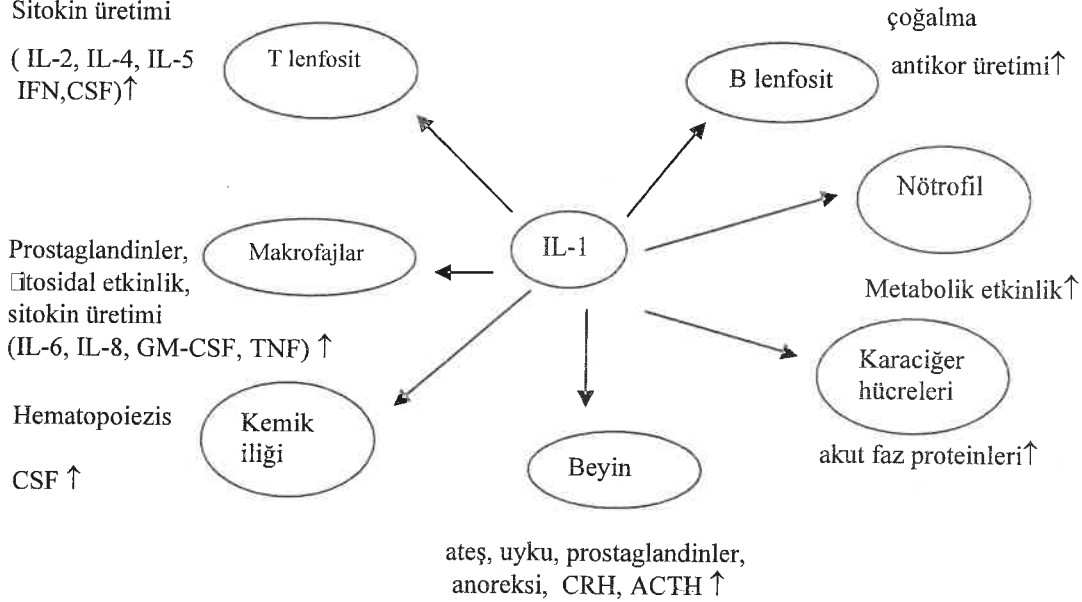 Sitokin üretimi
( IL-2, IL-4, IL-5
IFN,CSF)↑
T lenfosit
çoğalma
antikor üretimi↑
B lenfosit
Nötrofil
Metabolik etkinlik↑
IL-1
Makrofajlar
Prostaglandinler,
itosidal etkinlik,
sitokin üretimi
(IL-6, IL-8, GM-CSF, TNF) ↑
Karaciğer
hücreleri
akut faz proteinleri↑
Hematopoiezis
CSF ↑
Kemik
iliği
Beyin
ateş, uyku, prostaglandinler,
anoreksi, CRH, ACTH ↑